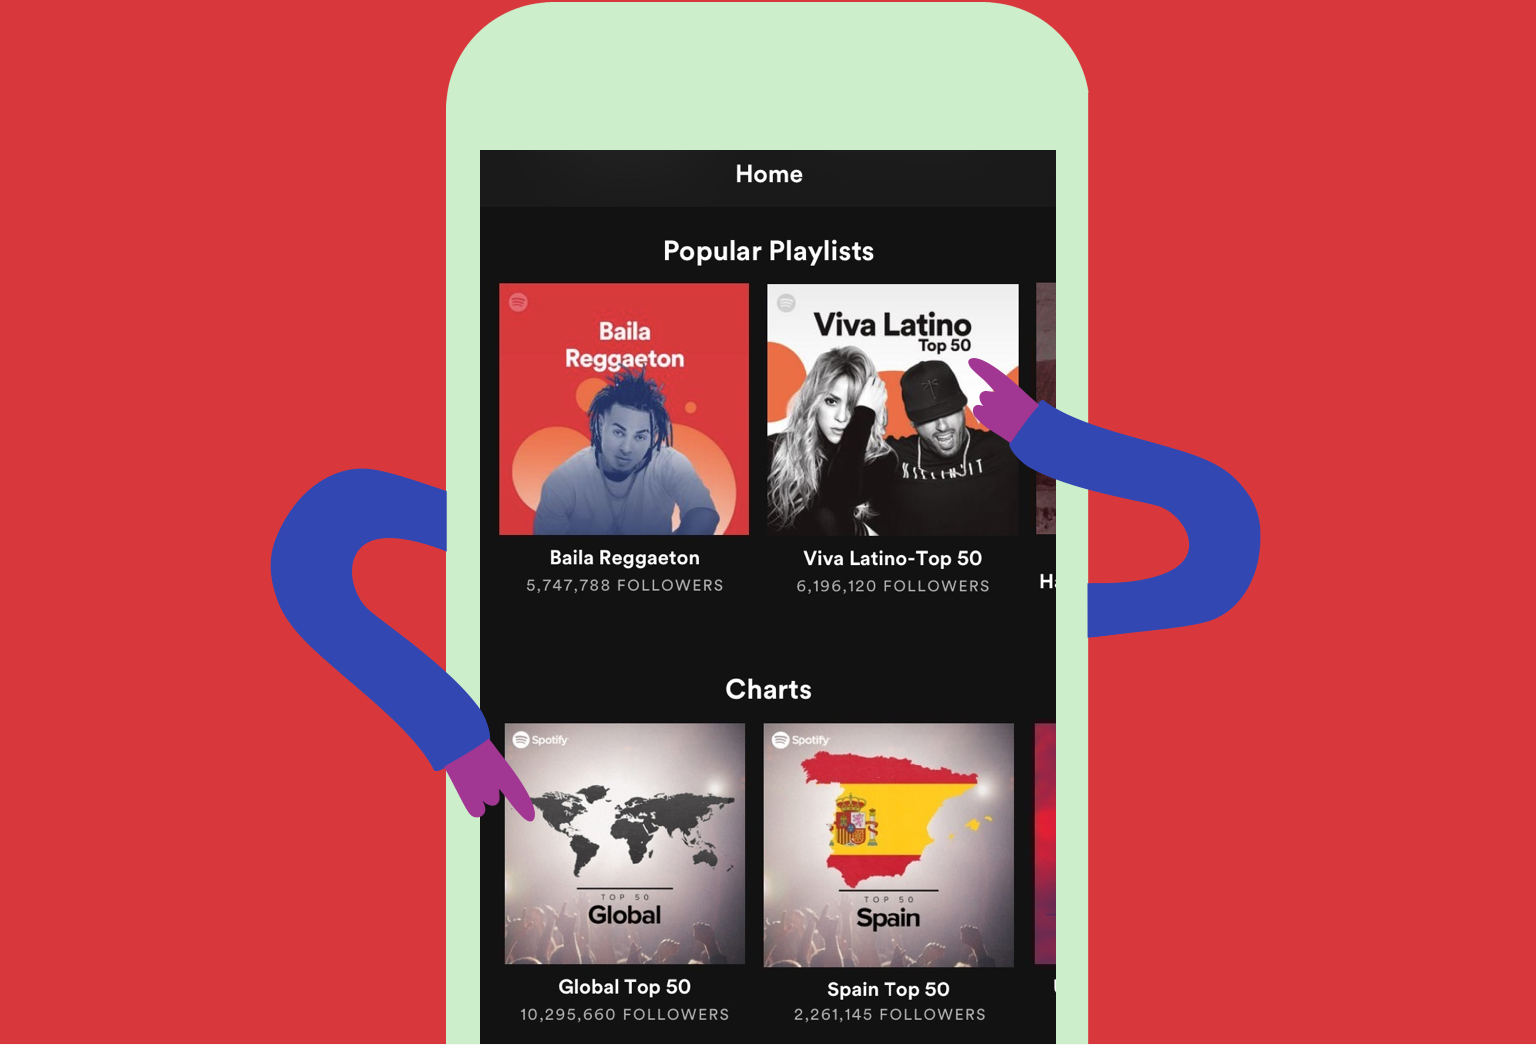 Home
Popular Playlists
Baila
Reggaeton
Viva Latino
Top 50
Baila Reggaeton
5,747,788 FOLLOWERS
Viva Latino-Top 50
6,196,120 FOLLOWERS
Charts
Spotify
TOP 50
Global
Spotify
TOP 50
Spain
Global Top 50
10,295,660 FOLLOWERS
Spain Top 50
2,261,145 FOLLOWERS